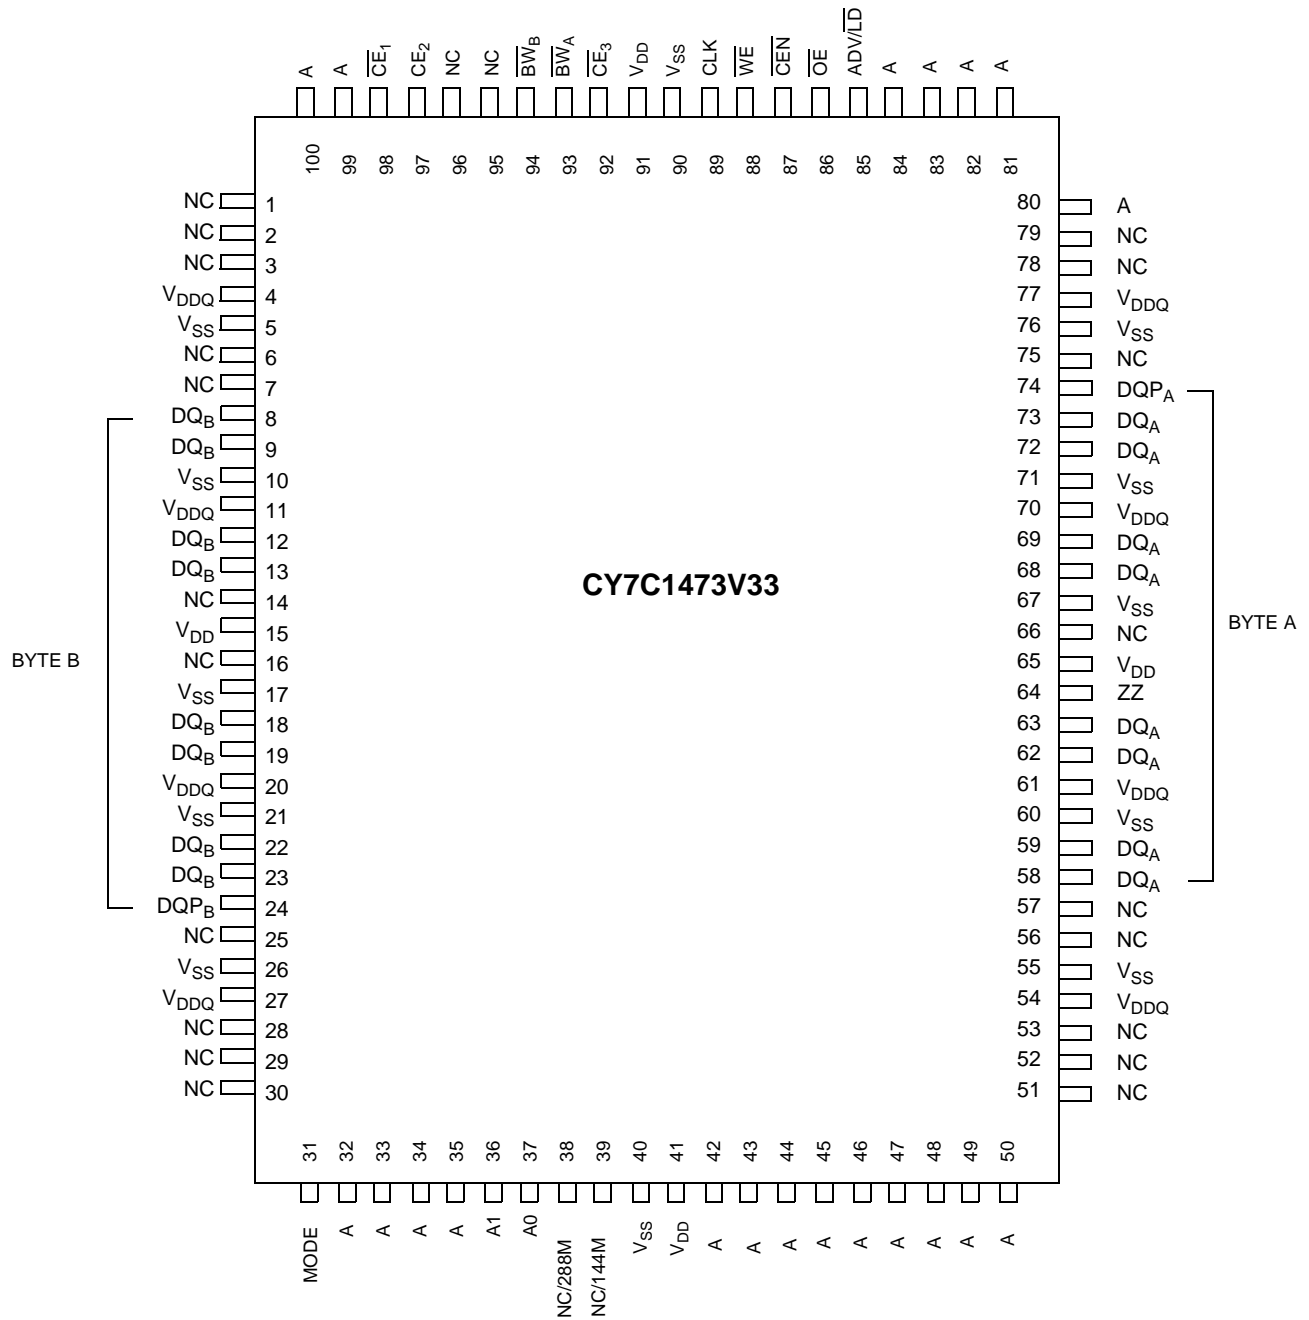 A A CE1 CE2 NC NC BWB BWA CE3 VDD VSS CLK WE CEN OE ADV/LD A A A A
100 99 98 97 96 95 94 93 92 91 90 89 88 87 86 85 84 83 82 81
NC 1 80 A
NC 2 79 NC
NC 3 78 NC
VDDQ 4 77 VDDQ
VSS 5 76 VSS
NC 6 75 NC
NC 7 74 DQPA
DQB 8 73 DQA
DQB 9 72 DQA
VSS 10 71 VSS
VDDQ 11 70 VDDQ
DQB 12 69 DQA
DQB 13 68 DQA
CY7C1473V33
NC 14 67 VSS
VDD 15 66 NC
BYTE A
BYTE B
NC 16 65 VDD
VSS 17 64 ZZ
DQB 18 63 DQA
DQB 19 62 DQA
VDDQ 20 61 VDDQ
VSS 21 60 VSS
DQB 22 59 DQA
DQB 23 58 DQA
DQPB 24 57 NC
NC 25 56 NC
VSS 26 55 VSS
VDDQ 27 54 VDDQ
NC 28 53 NC
NC 29 52 NC
NC 30 51 NC
31 32 33 34 35 36 37 38 39 40 41 42 43 44 45 46 47 48 49 50
MODE A A A A A1 A0 NC/288M NC/144M VSS VDD A A A A A A A A A